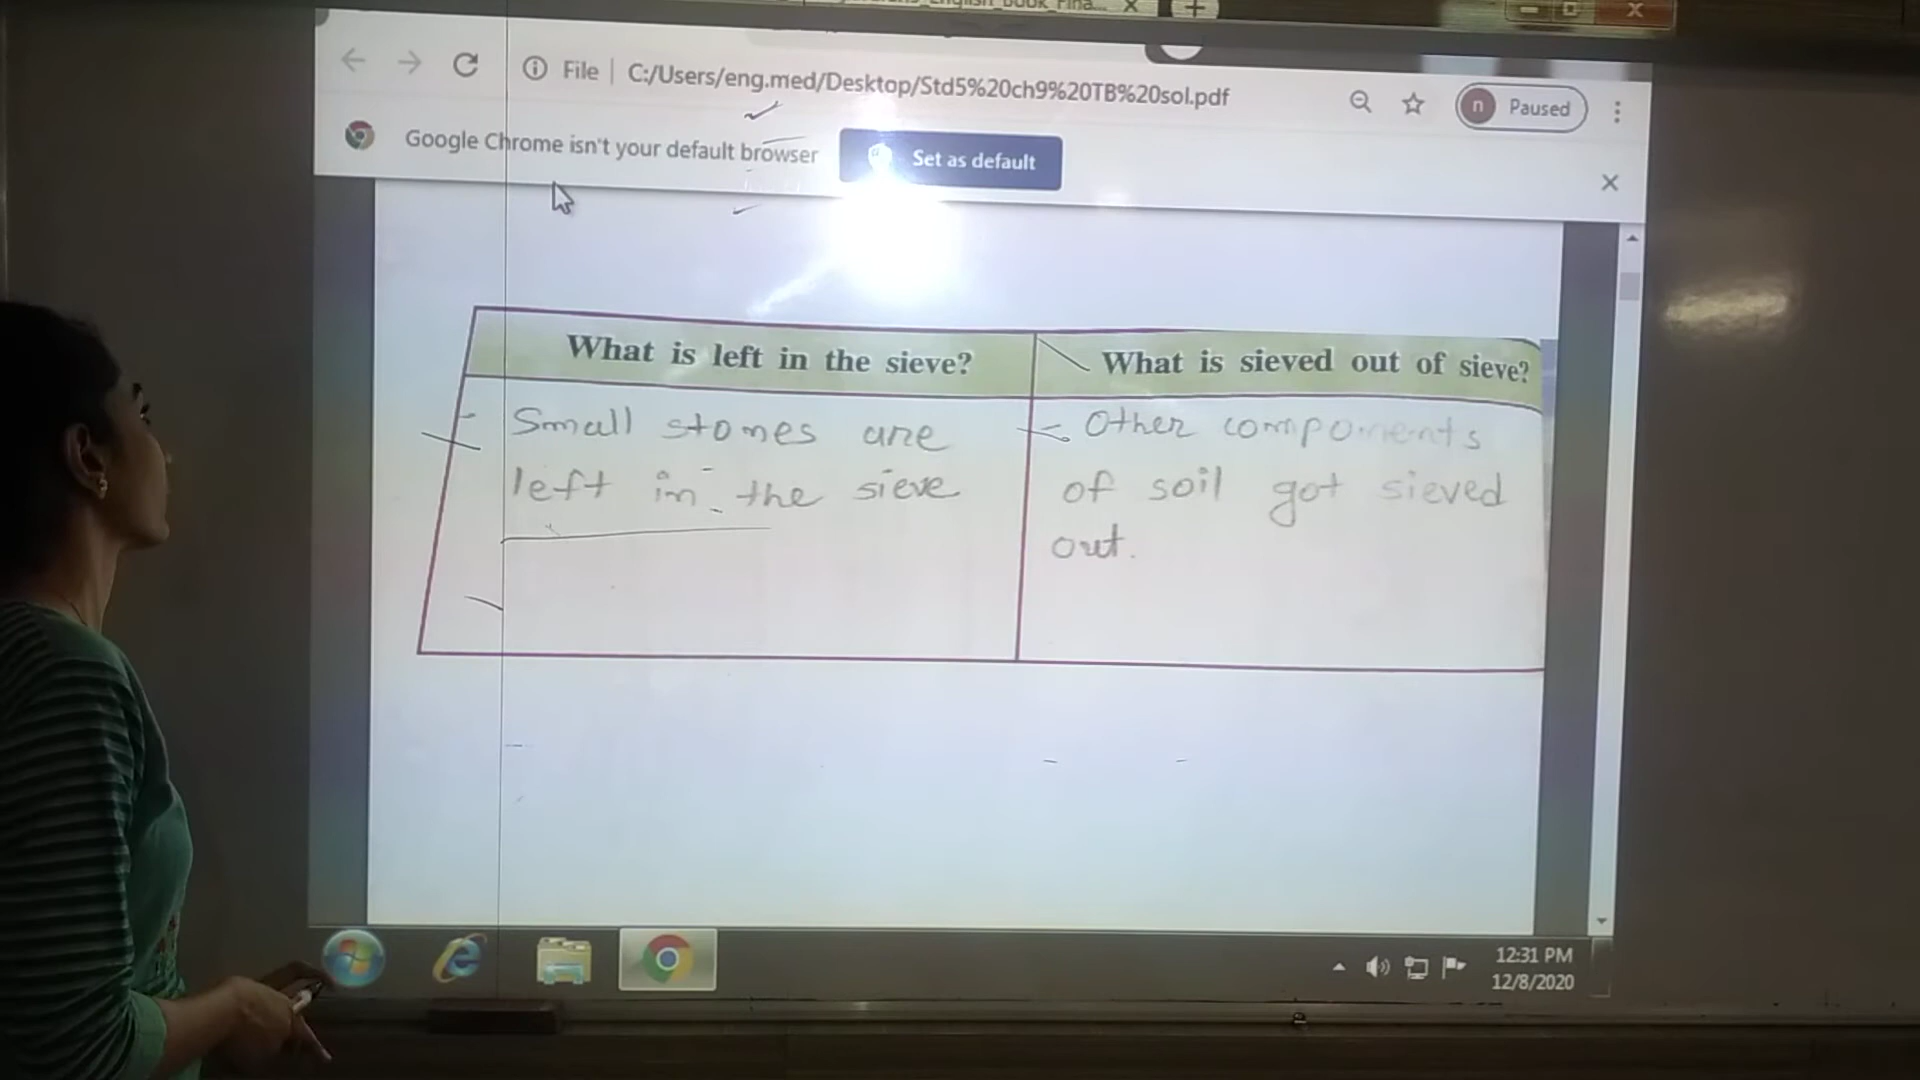 File | C:/Users/eng.med/Desktop/Std5%20ch9%20TB%20sol.pdf
n Paused
Google Chrome isn't your default browser Set as default
What is left in the sieve?
Small stones are
left in the sieve
What is sieved out of sieve?
Other components
of soil got sieved
out.
12:31 PM
12/8/2020